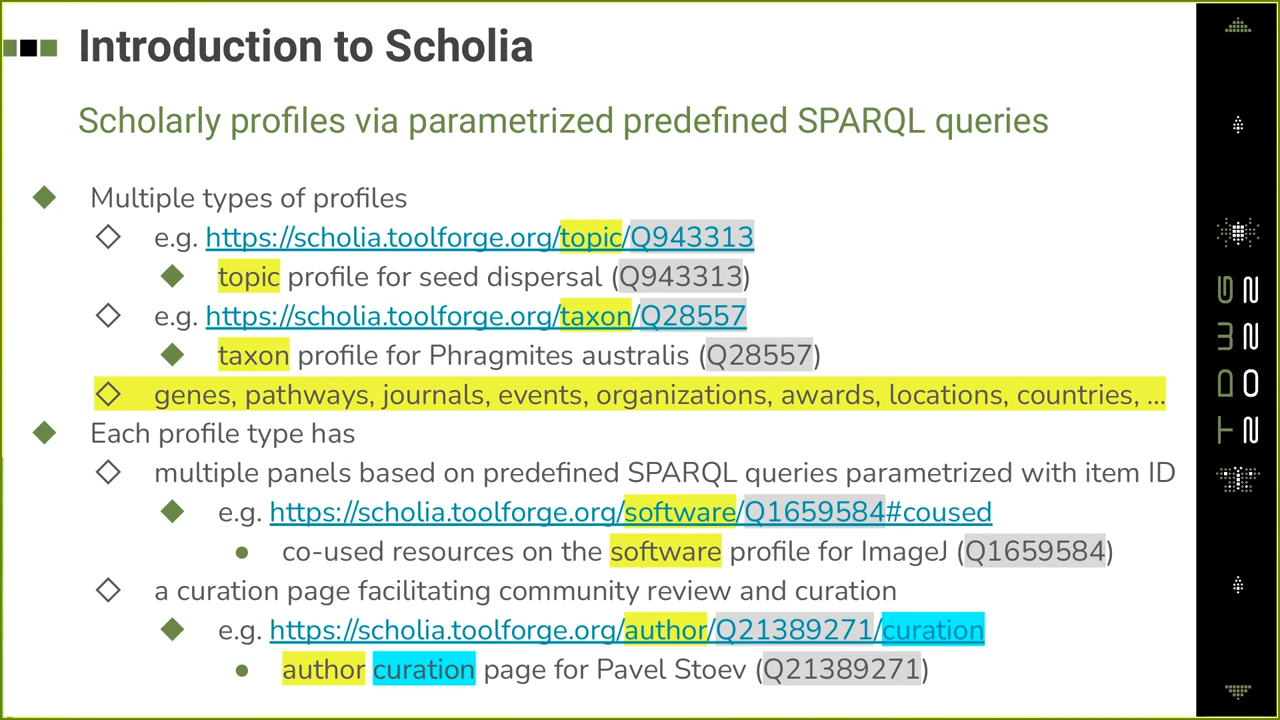 Introduction to Scholia
Scholarly profiles via parametrized predefined SPARQL queries
Multiple types of profiles
e.g. https://scholia.toolforge.org/topic/Q943313
topic profile for seed dispersal (Q943313)
e.g. https://scholia.toolforge.org/taxon/Q28557
taxon profile for Phragmites australis (Q28557)
genes, pathways, journals, events, organizations, awards, locations, countries, ...
Each profile type has
multiple panels based on predefined SPARQL queries parametrized with item ID
e.g. https://scholia.toolforge.org/software/Q1659584#coused
co-used resources on the software profile for ImageJ (Q1659584)
a curation page facilitating community review and curation
e.g. https://scholia.toolforge.org/author/Q21389271/curation
author curation page for Pavel Stoev (Q21389271)
TDWG
2022